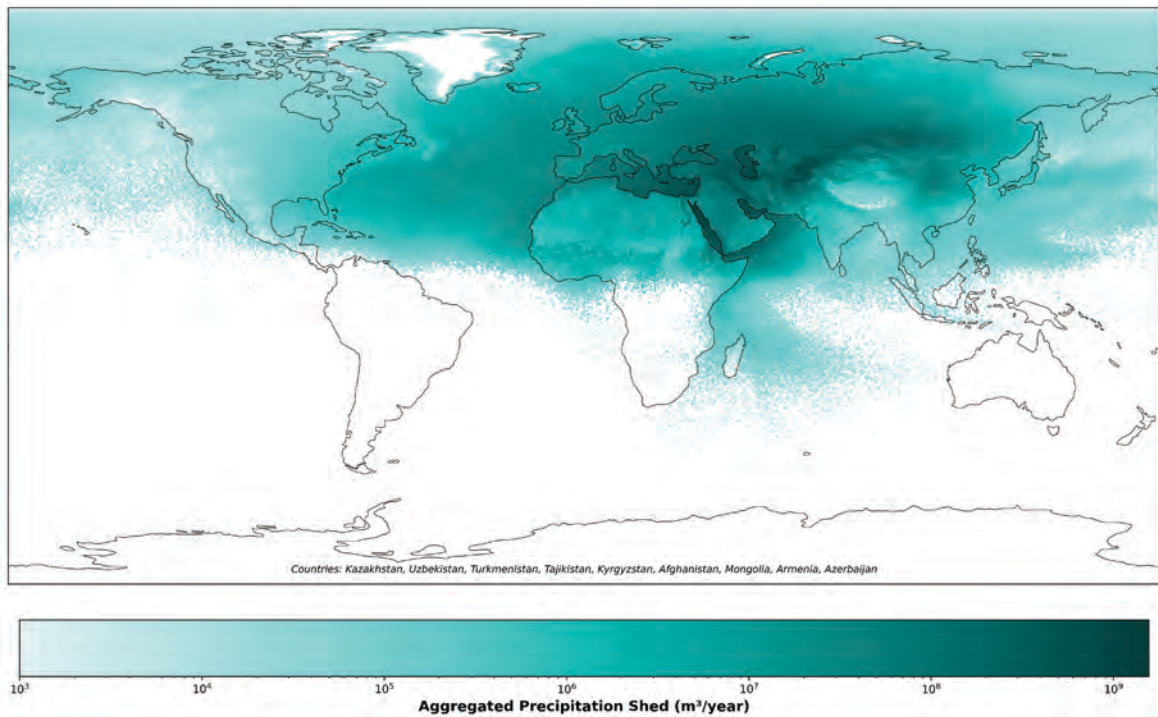 Countries: Kazakhstan, Uzbekistan, Turkmenistan, Tajikistan, Kyrgyzstan, Afghanistan, Mongolia, Armenia, Azerbaijan
10³ 10⁴ 10⁵ 10⁶ 10⁷ 10⁸ 10⁹
Aggregated Precipitation Shed (m³/year)